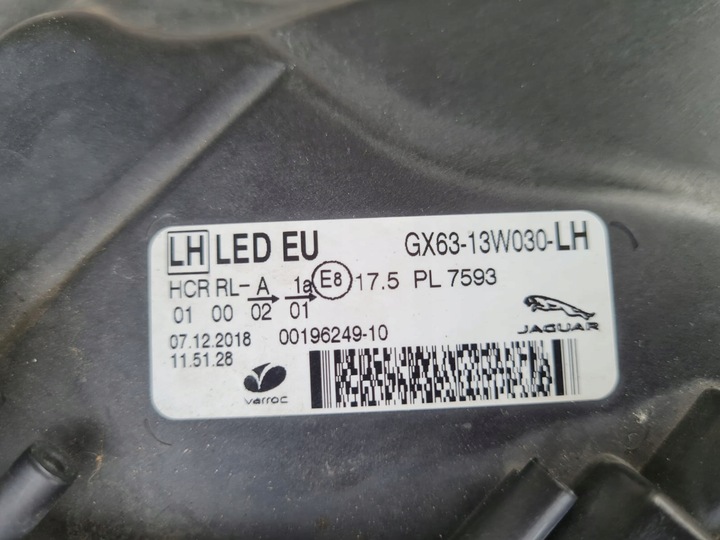 LH LED EU GX63-13W030-LH
HCR RL- A 1a E8 17.5 PL 7593
01 00 02 01
07.12.2018 00196249-10
11.51.28
varroc
JAGUAR